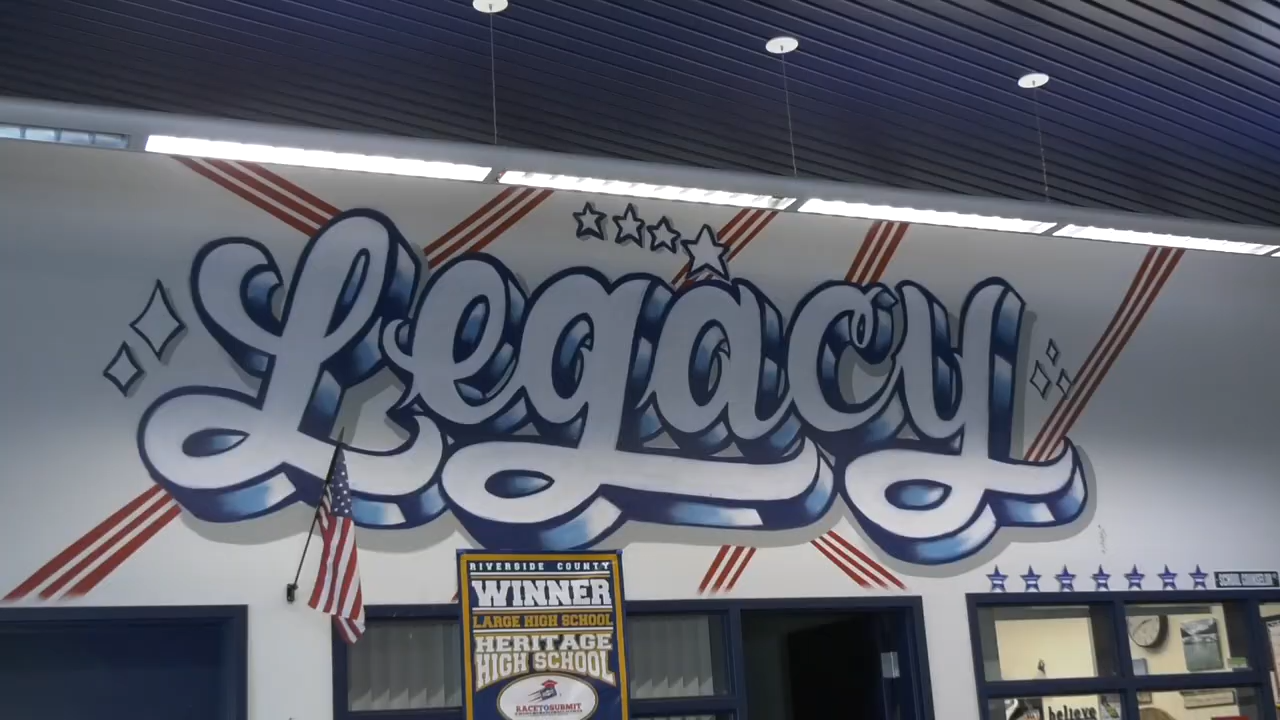 Legacy
RIVERSIDE COUNTY
WINNER
LARGE HIGH SCHOOL
HERITAGE
HIGH SCHOOL
RACETOSUBMIT
believe